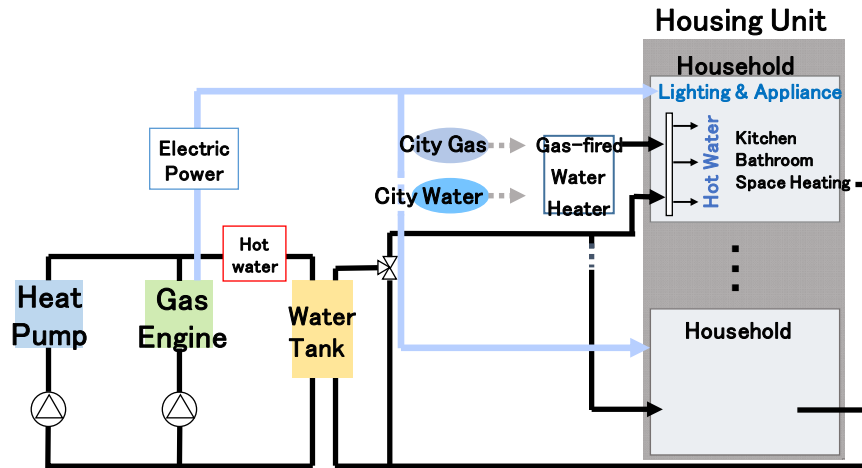 Housing Unit
Household
Lighting & Appliance
City Gas
Gas-fired
Water
Heater
City Water
Hot Water
Kitchen
Bathroom
Space Heating
Electric
Power
Hot
water
Heat
Pump
Gas
Engine
Water
Tank
Household